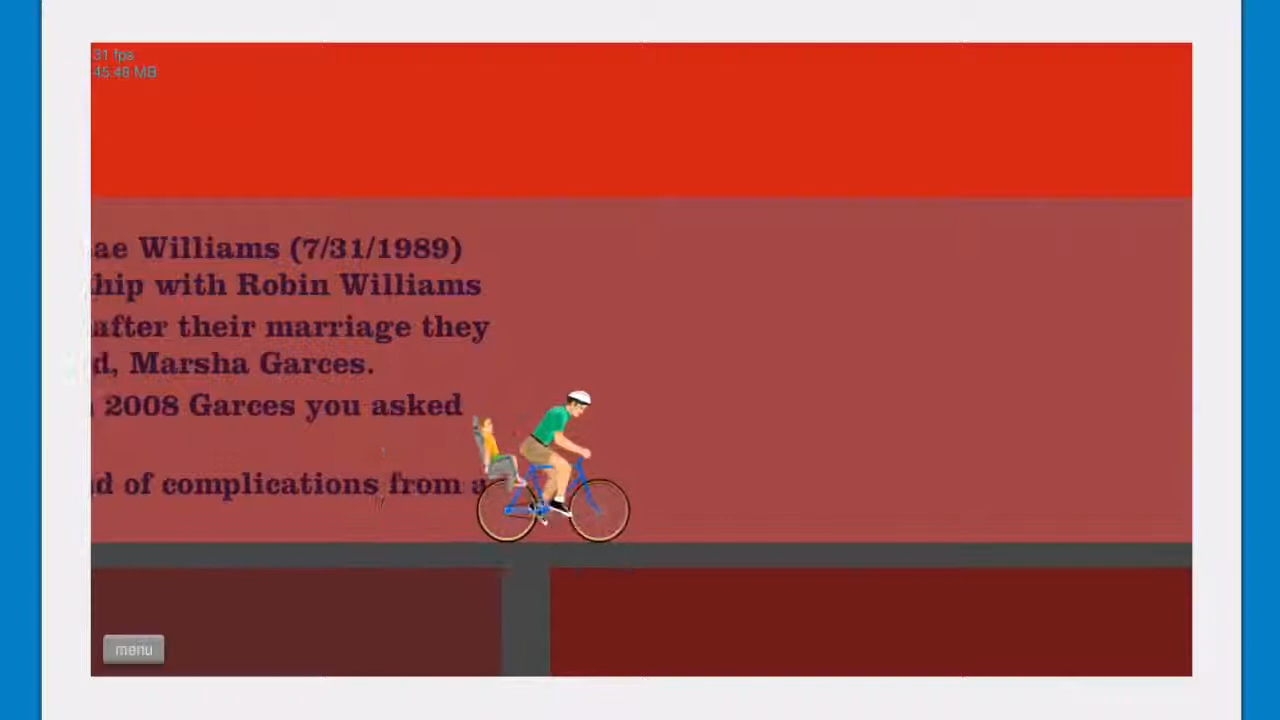 31 fps
45.48 MB
ae Williams (7/31/1989)
hip with Robin Williams
after their marriage they
d, Marsha Garces.
2008 Garces you asked
d of complications from a
menu